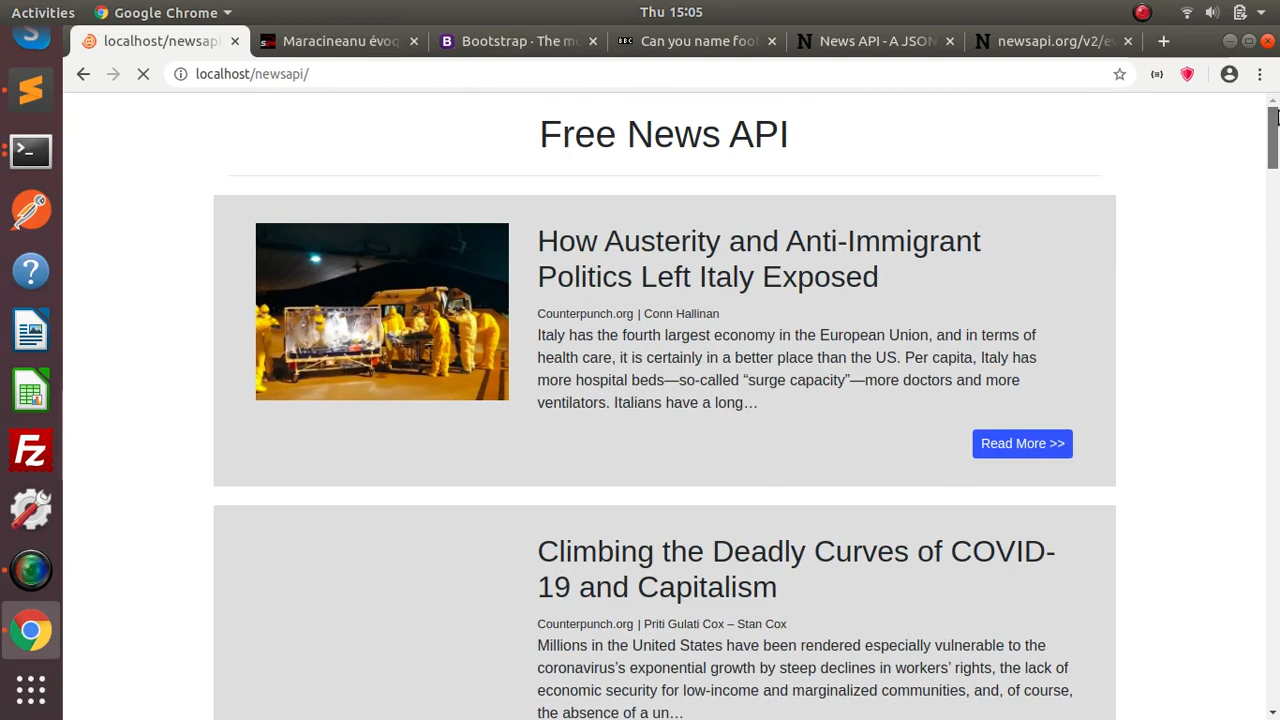 Activities Google Chrome Thu 15:05
localhost/newsapi Maracineanu évoq Bootstrap · The mo BBC Can you name foo News API - A JSON newsapi.org/v2/ev
localhost/newsapi/
Free News API
How Austerity and Anti-Immigrant
Politics Left Italy Exposed
Counterpunch.org | Conn Hallinan
Italy has the fourth largest economy in the European Union, and in terms of
health care, it is certainly in a better place than the US. Per capita, Italy has
more hospital beds—so-called “surge capacity”—more doctors and more
ventilators. Italians have a long…
Read More >>
Climbing the Deadly Curves of COVID-
19 and Capitalism
Counterpunch.org | Priti Gulati Cox – Stan Cox
Millions in the United States have been rendered especially vulnerable to the
coronavirus’s exponential growth by steep declines in workers’ rights, the lack of
economic security for low-income and marginalized communities, and, of course,
the absence of a un…